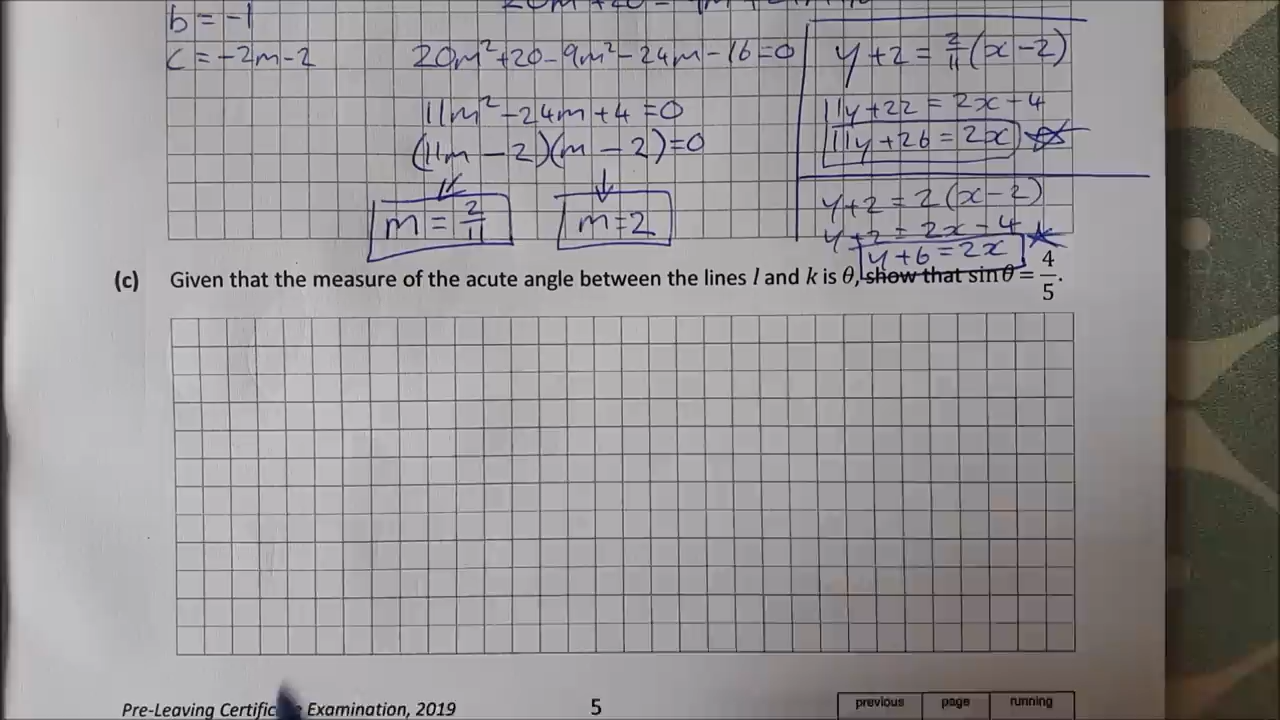 b = -1
c = -2m-2
20m²+20-9m²-24m-16=0
11m²-24m+4=0
(11m-2)(m-2)=0
m = 2/11
m=2
y+2 = 2/11(x-2)
11y+22 = 2x-4
11y+26 = 2x
y+2 = 2(x-2)
y+2 = 2x-4
y+6 = 2x
(c) Given that the measure of the acute angle between the lines l and k is θ, show that sin θ = 4/5.
Pre-Leaving Certificate Examination, 2019
5
previous page running